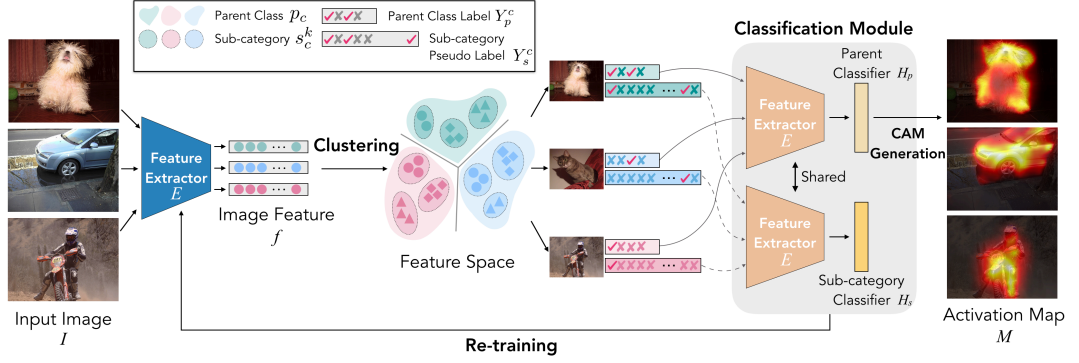 Parent Class p_c
Parent Class Label Y_p^c
Sub-category s_c^k
Sub-category
Pseudo Label Y_s^c
Classification Module
Parent
Classifier H_p
Feature
Extractor
E
Clustering
Feature
Extractor
E
CAM
Generation
Shared
Image Feature
f
Feature
Extractor
E
Feature Space
Sub-category
Classifier H_s
Input Image
I
Activation Map
M
Re-training